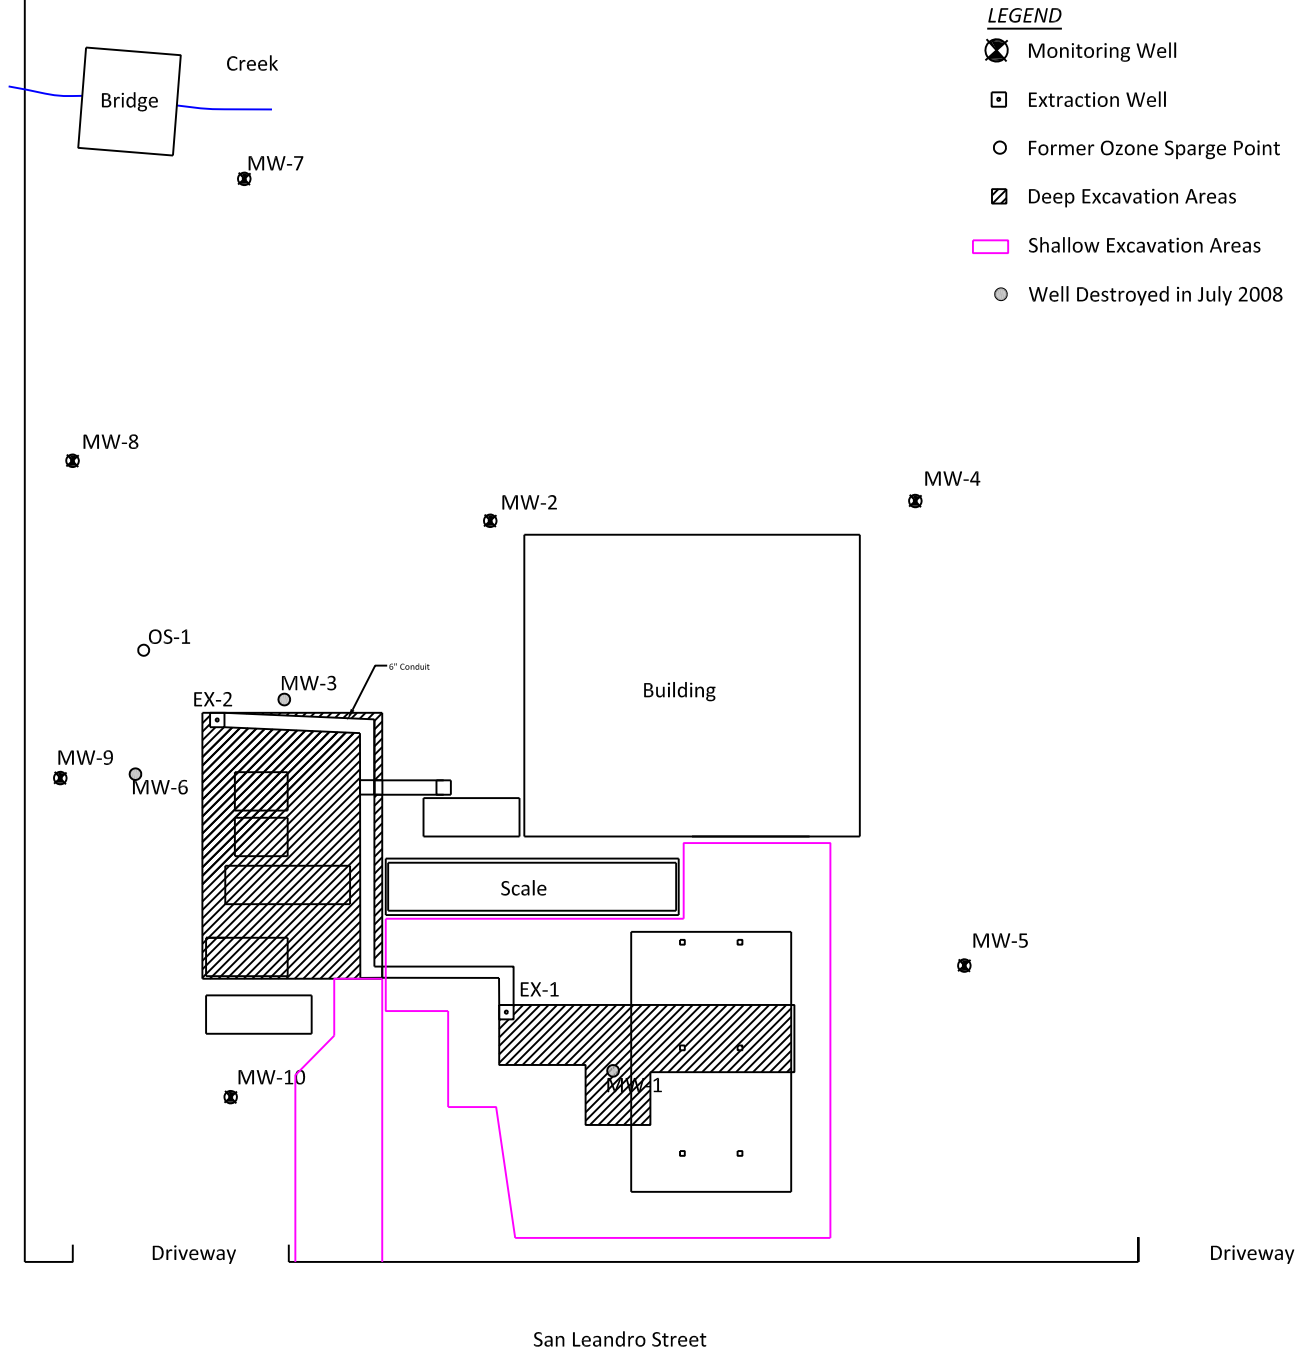 LEGEND
Monitoring Well
Extraction Well
Former Ozone Sparge Point
Deep Excavation Areas
Shallow Excavation Areas
Well Destroyed in July 2008
Creek
Bridge
MW-7
MW-8
MW-4
MW-2
OS-1
6" Conduit
MW-3
EX-2
Building
MW-9
MW-6
Scale
MW-5
EX-1
MW-10
MW-1
Driveway
Driveway
San Leandro Street